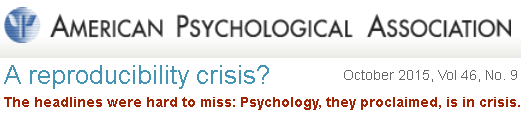 American Psychological Association
A reproducibility crisis?
October 2015, Vol 46, No. 9
The headlines were hard to miss: Psychology, they proclaimed, is in crisis.